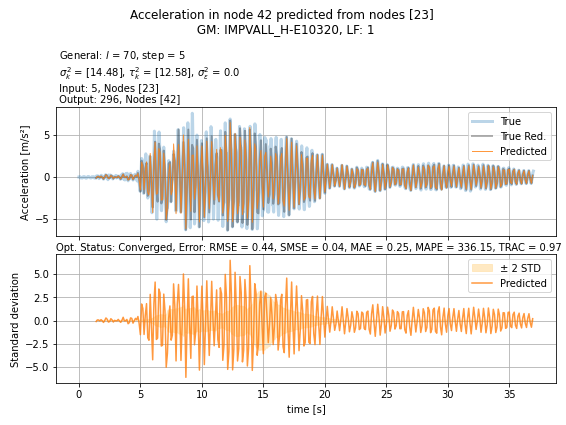 Acceleration in node 42 predicted from nodes [23]
GM: IMPVALL_H-E10320, LF: 1
General: l = 70, step = 5
σ²ₖ = [14.48], τ²ₖ = [12.58], σ²ε = 0.0
Input: 5, Nodes [23]
Output: 296, Nodes [42]
Acceleration [m/s²]
5
0
−5
True
True Red.
Predicted
Opt. Status: Converged, Error: RMSE = 0.44, SMSE = 0.04, MAE = 0.25, MAPE = 336.15, TRAC = 0.97
Standard deviation
5.0
2.5
0.0
−2.5
−5.0
± 2 STD
Predicted
0 5 10 15 20 25 30 35
time [s]